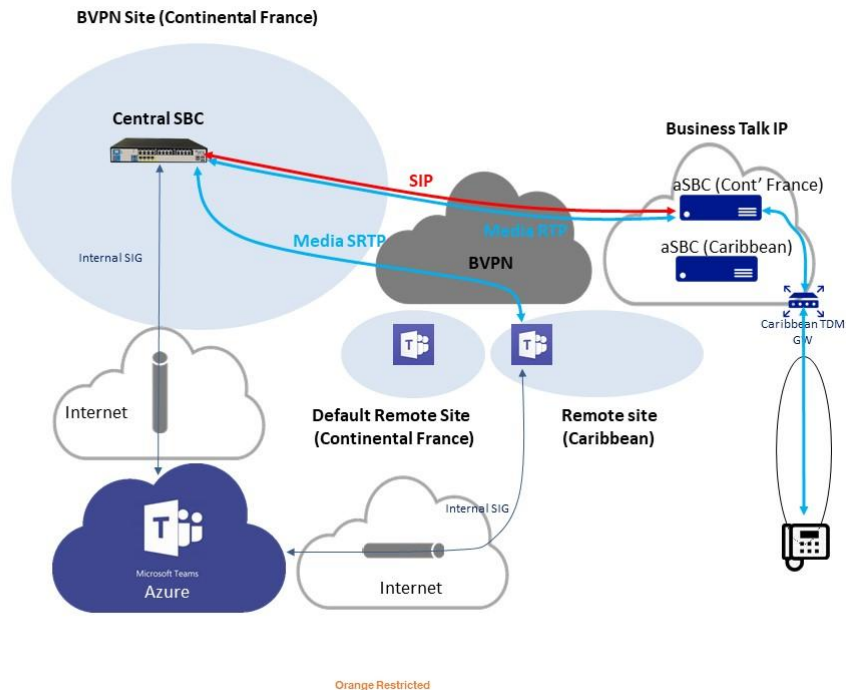 BVPN Site (Continental France)
Central SBC
Business Talk IP
SIP
aSBC (Cont' France)
Media SRTP
Media RTP
aSBC (Caribbean)
Internal SIG
BVPN
Caribbean TDM
GW
T
T
Internet
Default Remote Site
(Continental France)
Remote site
(Caribbean)
T
Internal SIG
Microsoft Teams
Azure
Internet
Orange Restricted